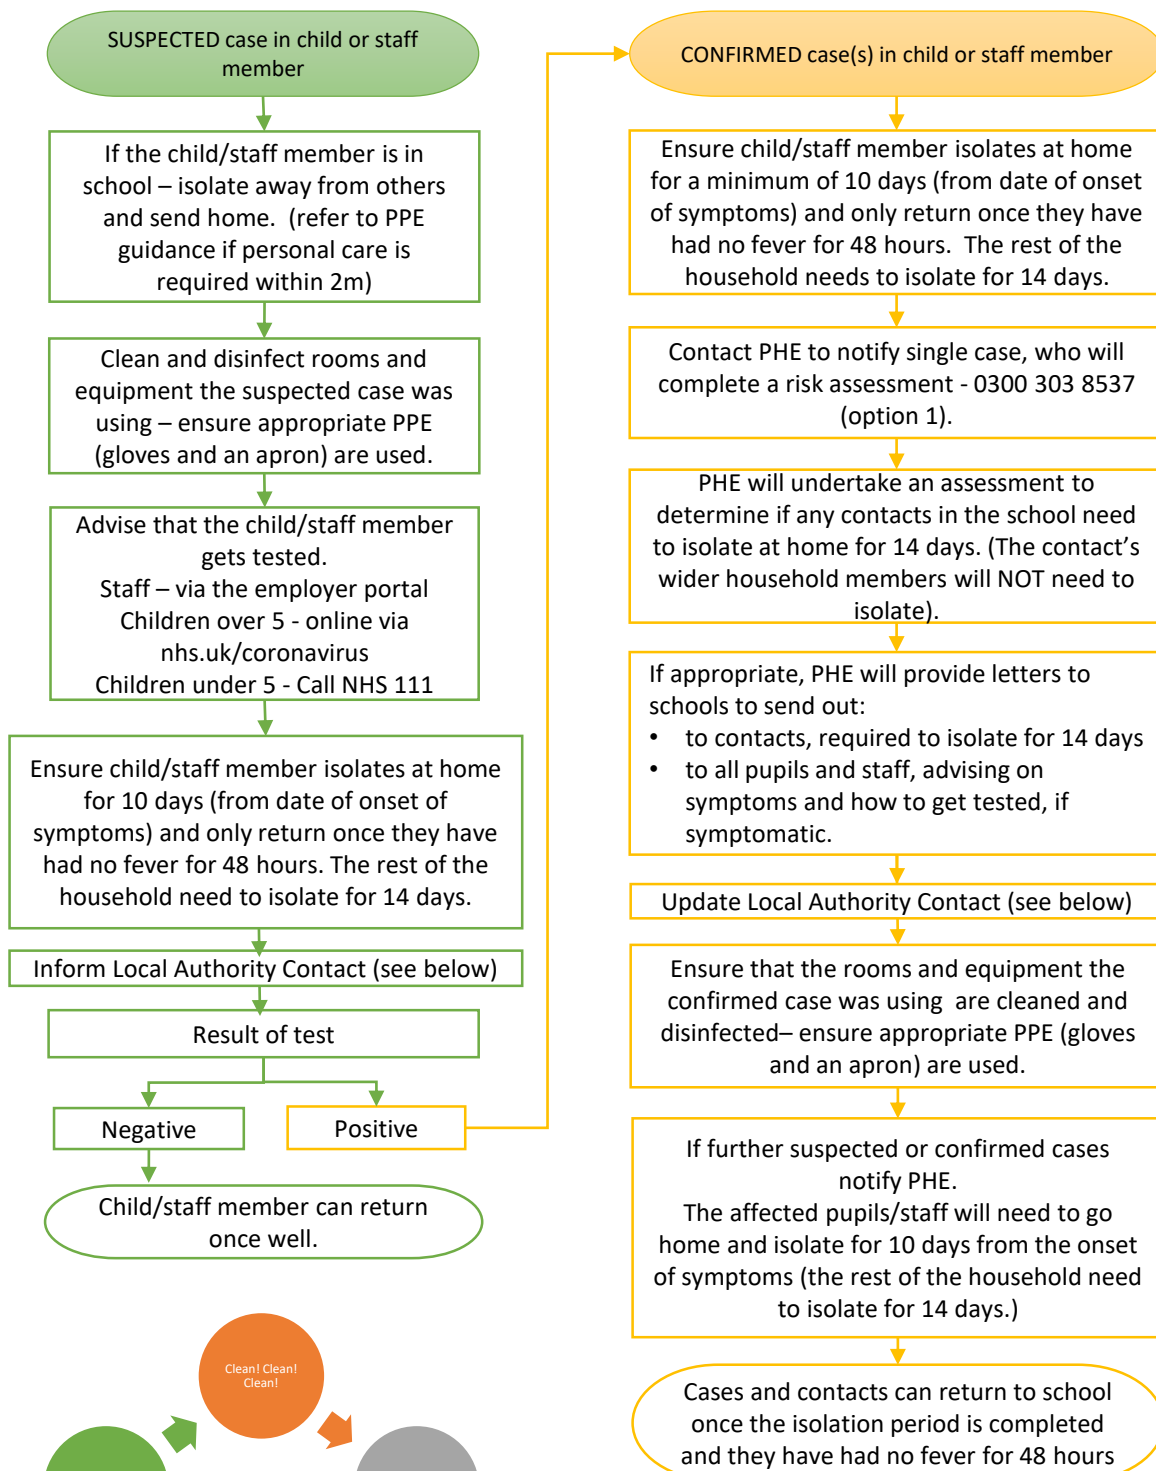 SUSPECTED case in child or staff
member
If the child/staff member is in
school – isolate away from others
and send home.  (refer to PPE
guidance if personal care is
required within 2m)
Clean and disinfect rooms and
equipment the suspected case was
using – ensure appropriate PPE
(gloves and an apron) are used.
Advise that the child/staff member
gets tested.
Staff – via the employer portal
Children over 5 - online via
nhs.uk/coronavirus
Children under 5 - Call NHS 111
Ensure child/staff member isolates at home
for 10 days (from date of onset of
symptoms) and only return once they have
had no fever for 48 hours. The rest of the
household need to isolate for 14 days.
Inform Local Authority Contact (see below)
Result of test
Negative
Positive
Child/staff member can return
once well.
Clean! Clean!
Clean!
CONFIRMED case(s) in child or staff member
Ensure child/staff member isolates at home
for a minimum of 10 days (from date of onset
of symptoms) and only return once they have
had no fever for 48 hours.  The rest of the
household needs to isolate for 14 days.
Contact PHE to notify single case, who will
complete a risk assessment - 0300 303 8537
(option 1).
PHE will undertake an assessment to
determine if any contacts in the school need
to isolate at home for 14 days. (The contact's
wider household members will NOT need to
isolate).
If appropriate, PHE will provide letters to
schools to send out:
• to contacts, required to isolate for 14 days
• to all pupils and staff, advising on
symptoms and how to get tested, if
symptomatic.
Update Local Authority Contact (see below)
Ensure that the rooms and equipment the
confirmed case was using  are cleaned and
disinfected– ensure appropriate PPE (gloves
and an apron) are used.
If further suspected or confirmed cases
notify PHE.
The affected pupils/staff will need to go
home and isolate for 10 days from the onset
of symptoms (the rest of the household need
to isolate for 14 days.)
Cases and contacts can return to school
once the isolation period is completed
and they have had no fever for 48 hours